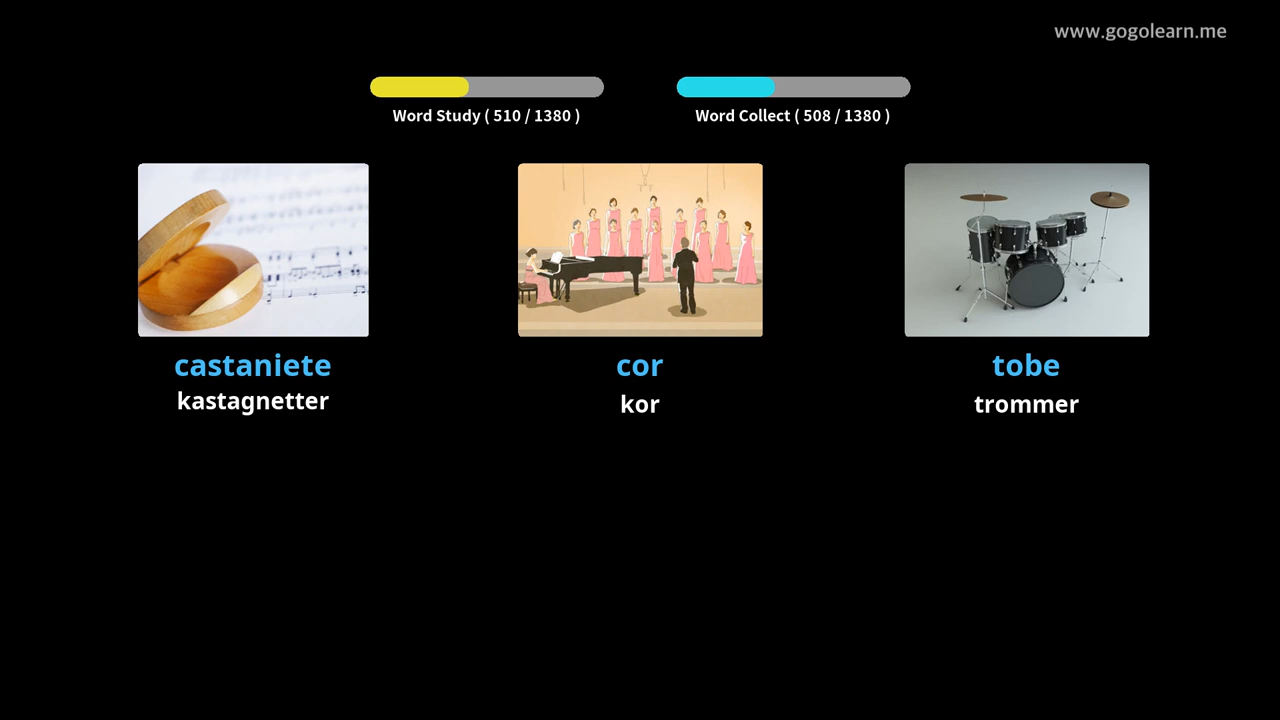 www.gogolearn.me
Word Study ( 510 / 1380 )
Word Collect ( 508 / 1380 )
castaniete
kastagnetter
cor
kor
tobe
trommer